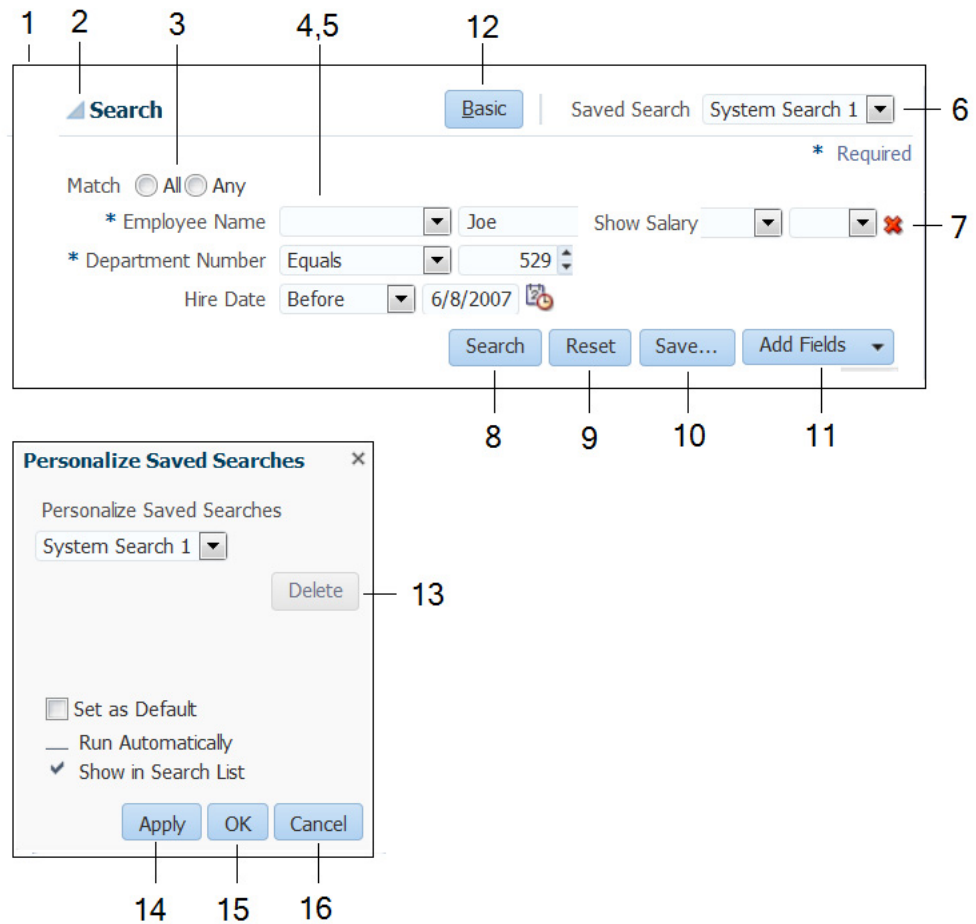 1 2 3 4,5 12
Search Basic Saved Search System Search 1 6
* Required
Match All Any
* Employee Name Joe Show Salary 7
* Department Number Equals 529
Hire Date Before 6/8/2007
Search Reset Save... Add Fields
8 9 10 11
Personalize Saved Searches ×
Personalize Saved Searches
System Search 1
Delete 13
Set as Default
Run Automatically
Show in Search List
Apply OK Cancel
14 15 16